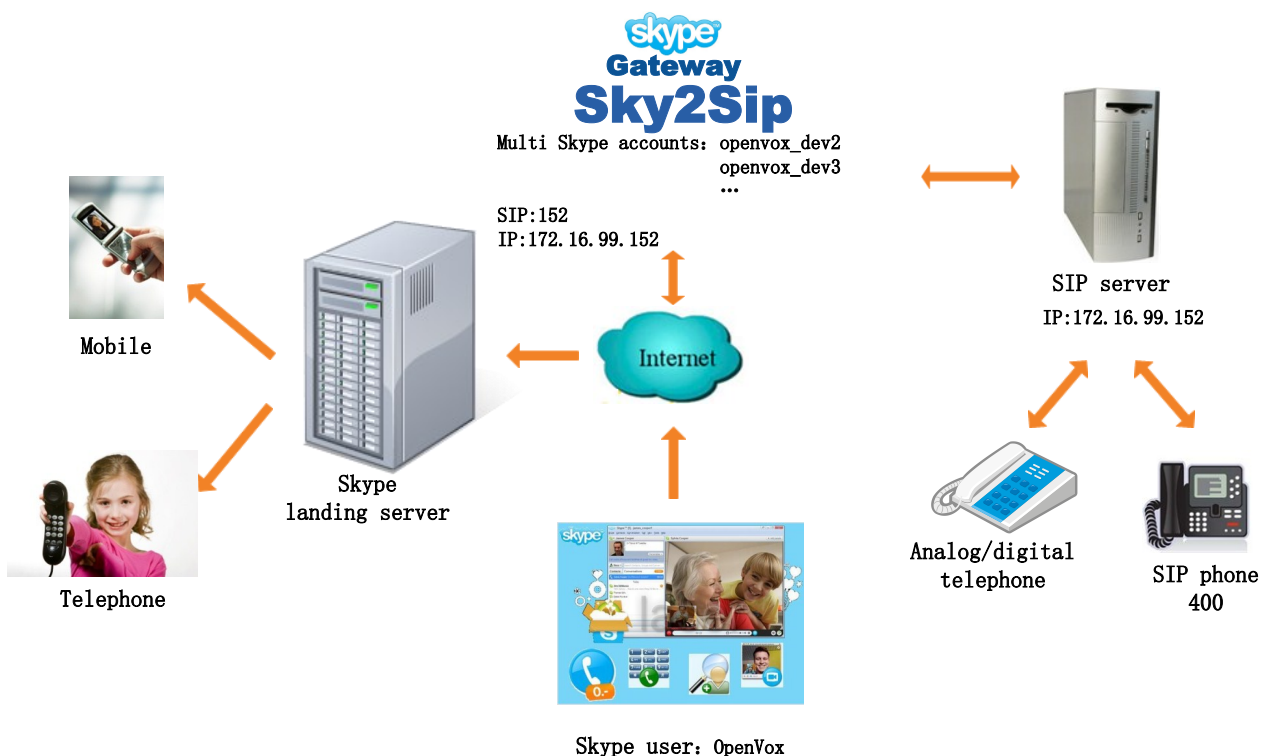 skype
Gateway
Sky2Sip
Multi Skype accounts: openvox_dev2
openvox_dev3
...
SIP:152
IP:172.16.99.152
SIP server
IP:172.16.99.152
Mobile
Internet
Skype
landing server
Telephone
skype
0.-
Analog/digital
telephone
SIP phone
400
Skype user: OpenVox